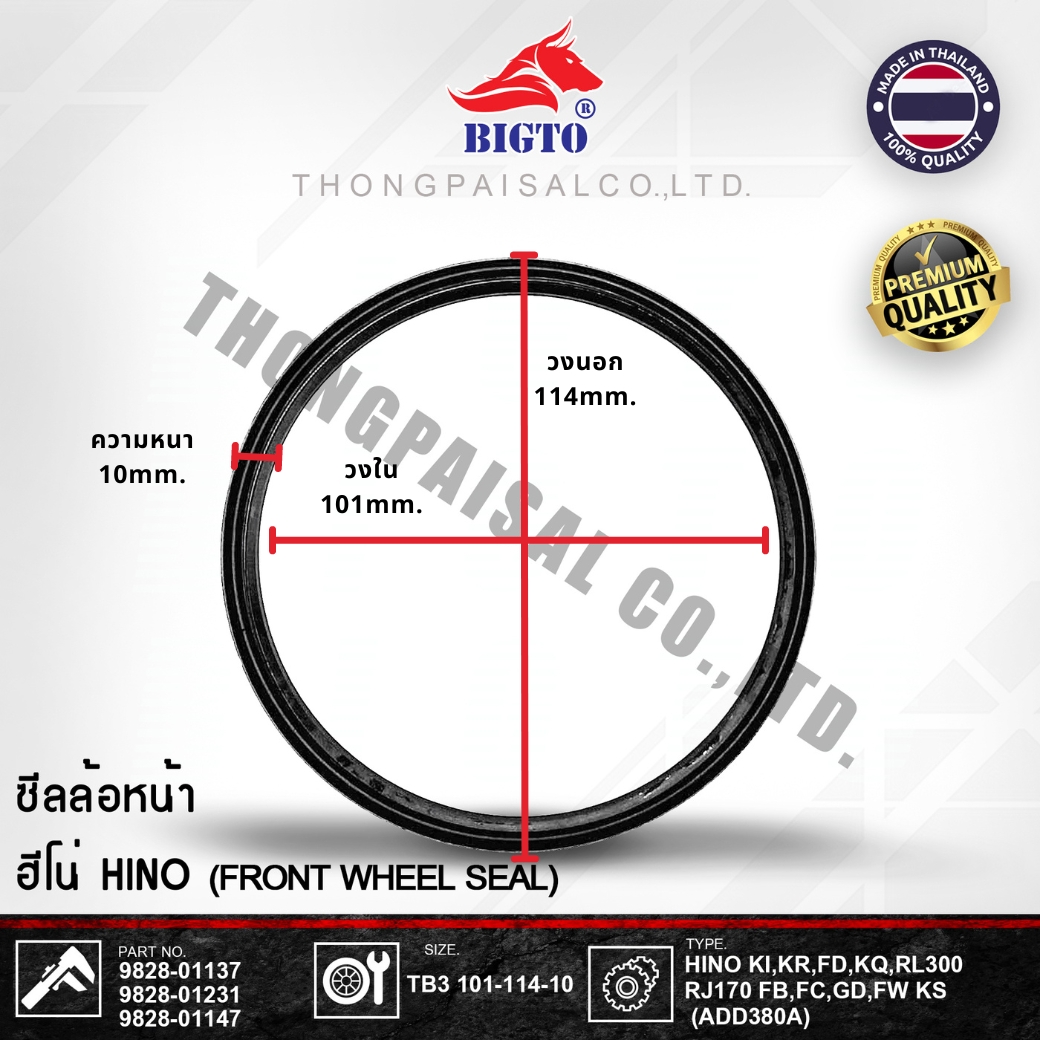 BIGTO
®
THONGPAISALCO.,LTD.
MADE IN THAILAND
100% QUALITY
PREMIUM QUALITY
PREMIUM QUALITY
PREMIUM
QUALITY
THONGPAISAL CO.,LTD.
วงนอก
114mm.
ความหนา
10mm.
วงใน
101mm.
ซีลล้อหน้า
ฮีโน่ HINO (FRONT WHEEL SEAL)
PART NO.
9828-01137
9828-01231
9828-01147
SIZE.
TB3 101-114-10
TYPE.
HINO KI,KR,FD,KQ,RL300
RJ170 FB,FC,GD,FW KS
(ADD380A)